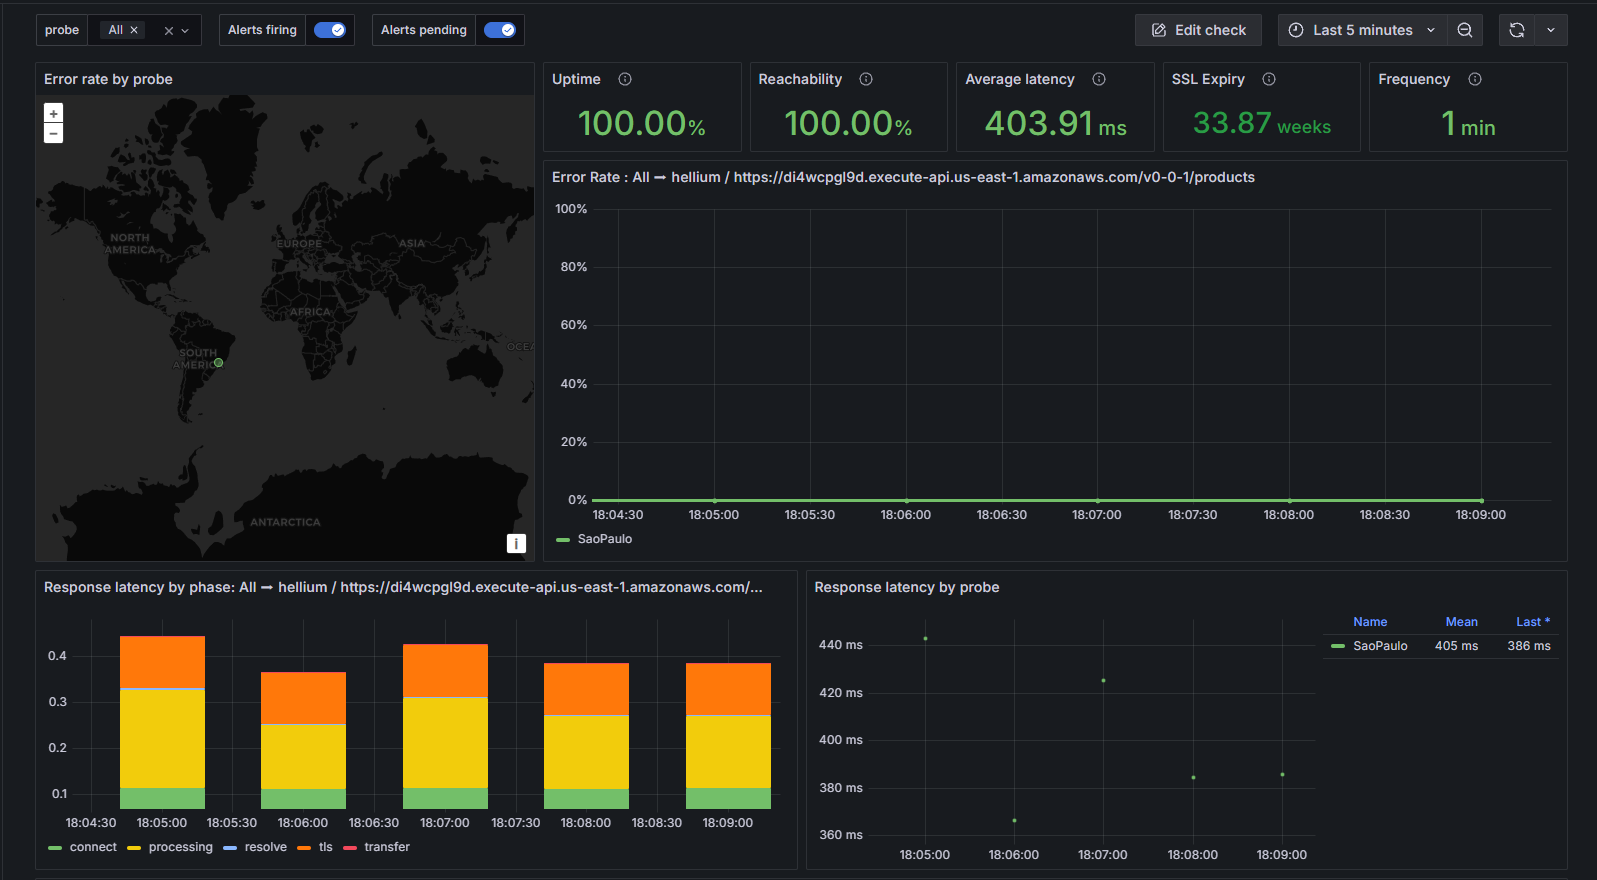 probe All × × Alerts firing Alerts pending Edit check Last 5 minutes
Error rate by probe
+
−
NORTH
AMERICA
EUROPE
ASIA
AFRICA
SOUTH
AMERIC
OCEA
ANTARCTICA
i
Uptime
100.00%
Reachability
100.00%
Average latency
403.91 ms
SSL Expiry
33.87 weeks
Frequency
1 min
Error Rate : All ➞ hellium / https://di4wcpgl9d.execute-api.us-east-1.amazonaws.com/v0-0-1/products
100%
80%
60%
40%
20%
0%
18:04:30 18:05:00 18:05:30 18:06:00 18:06:30 18:07:00 18:07:30 18:08:00 18:08:30 18:09:00
SaoPaulo
Response latency by phase: All ➞ hellium / https://di4wcpgl9d.execute-api.us-east-1.amazonaws.com/...
0.4
0.3
0.2
0.1
18:04:30 18:05:00 18:05:30 18:06:00 18:06:30 18:07:00 18:07:30 18:08:00 18:08:30 18:09:00
connect processing resolve tls transfer
Response latency by probe
440 ms
420 ms
400 ms
380 ms
360 ms
18:05:00 18:06:00 18:07:00 18:08:00 18:09:00
Name Mean Last *
SaoPaulo 405 ms 386 ms